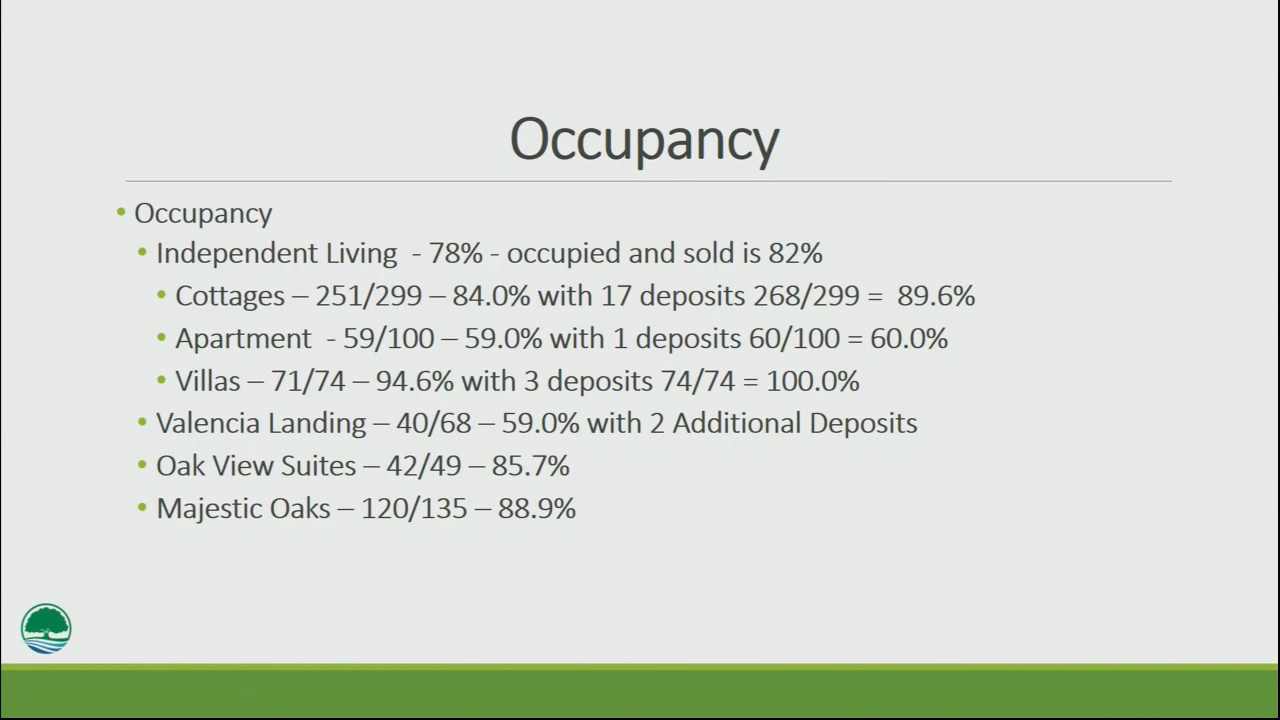 Occupancy
• Occupancy
• Independent Living - 78% - occupied and sold is 82%
• Cottages – 251/299 – 84.0% with 17 deposits 268/299 = 89.6%
• Apartment - 59/100 – 59.0% with 1 deposits 60/100 = 60.0%
• Villas – 71/74 – 94.6% with 3 deposits 74/74 = 100.0%
• Valencia Landing – 40/68 – 59.0% with 2 Additional Deposits
• Oak View Suites – 42/49 – 85.7%
• Majestic Oaks – 120/135 – 88.9%